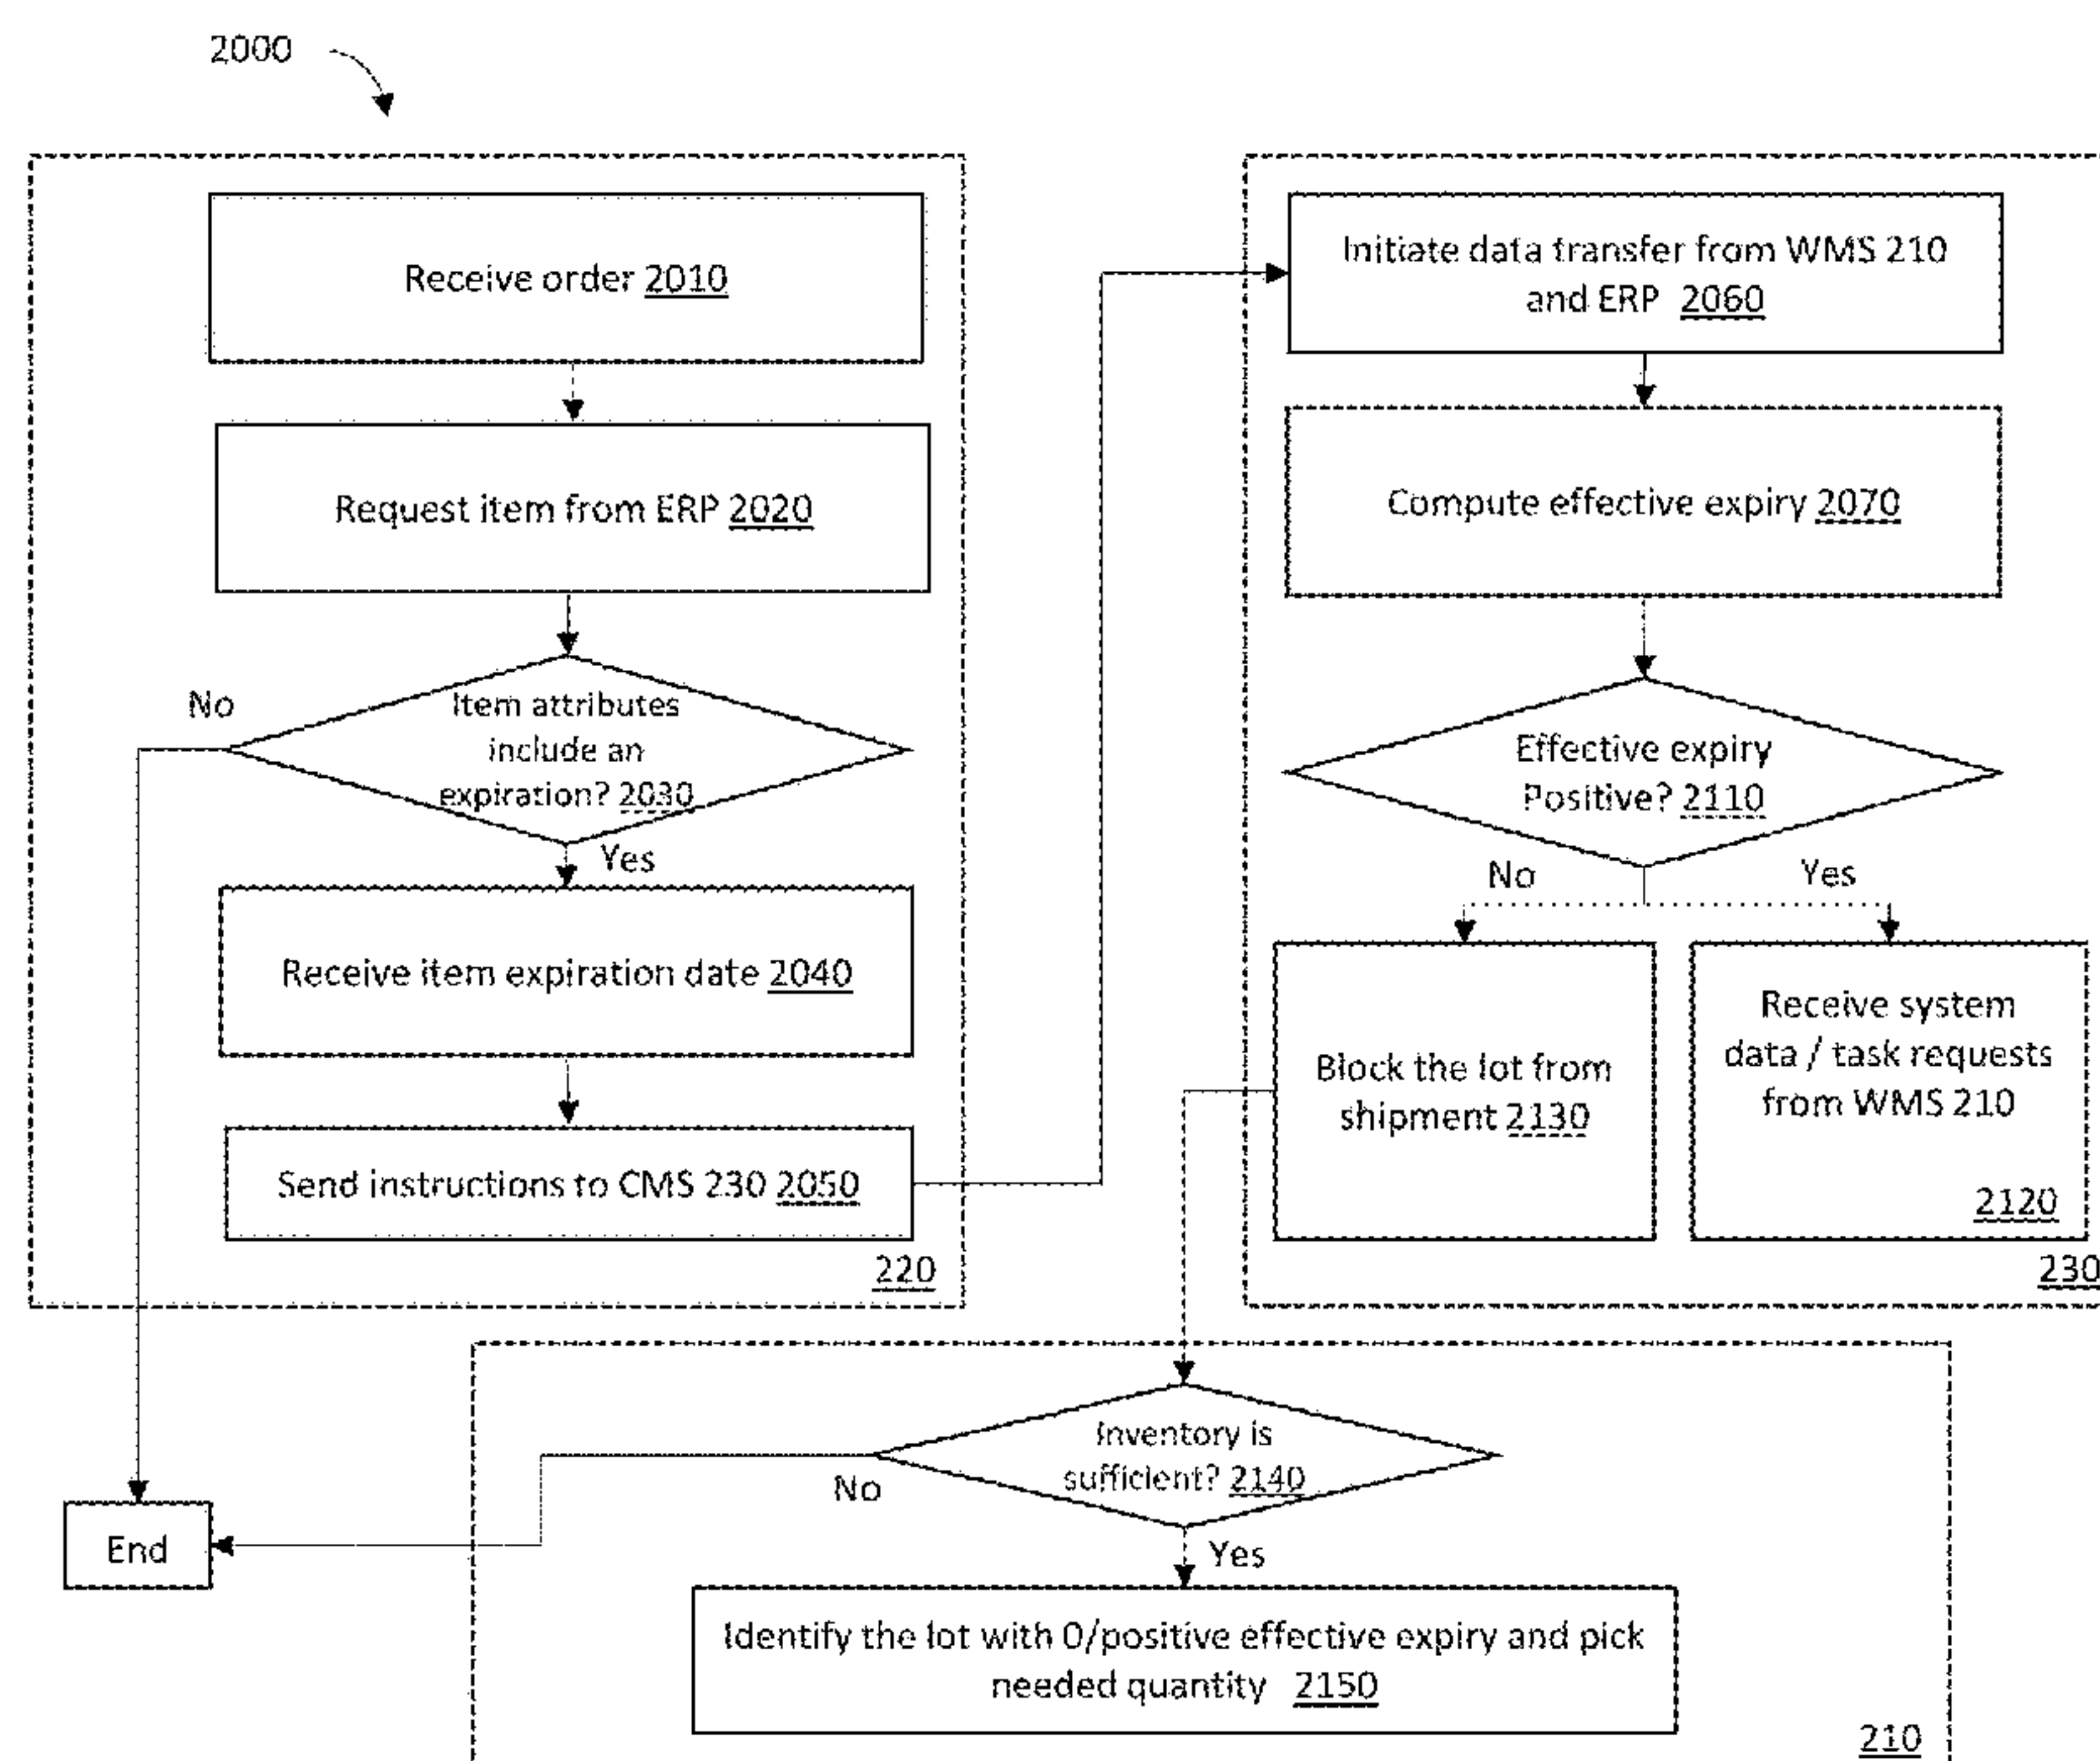 2000
Receive order 2010
Request item from ERP 2020
No
Item attributes
include an
expiration? 2030
Yes
Receive item expiration date 2040
Send instructions to CMS 230 2050
220
Initiate data transfer from WMS 210
and ERP 2060
Compute effective expiry 2070
Effective expiry
Positive? 2110
No
Yes
Block the lot from
shipment 2130
Receive system
data / task requests
from WMS 210
2120
230
Inventory is
sufficient? 2140
No
Yes
End
Identify the lot with 0/positive effective expiry and pick
needed quantity 2150
210